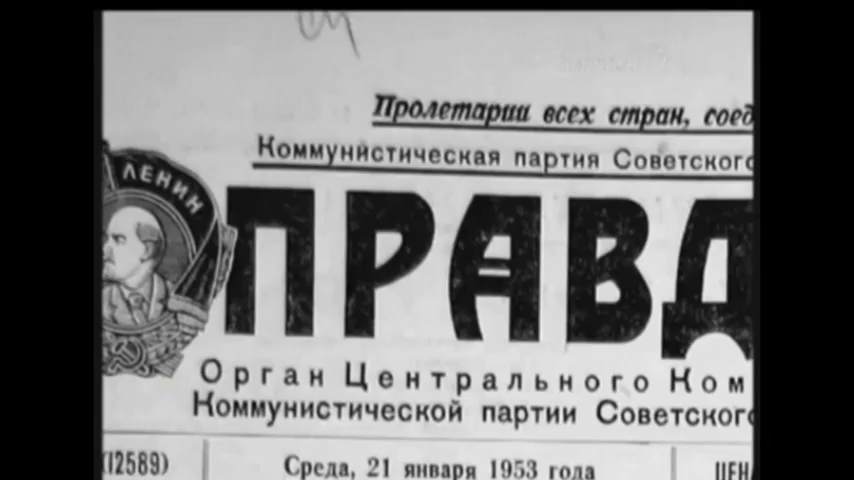 Пролетарии всех стран, соед
Коммунистическая партия Советского
ЛЕНИН
ПРАВД
Орган Центрального Ком
Коммунистической партии Советског
(12589)
Среда, 21 января 1953 года
ЦЕН